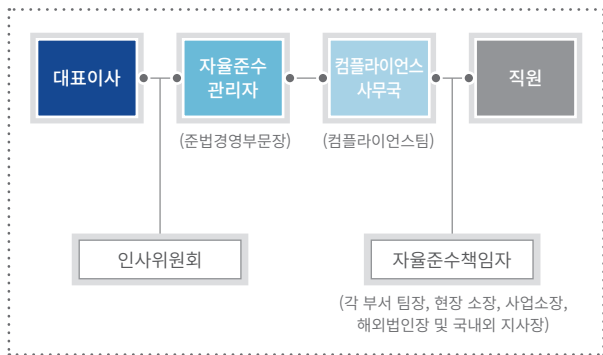 대표이사
자율준수
관리자
컴플라이언스
사무국
직원
(준법경영부문장)
(컴플라이언스팀)
인사위원회
자율준수책임자
(각 부서 팀장, 현장 소장, 사업소장,
해외법인장 및 국내외 지사장)